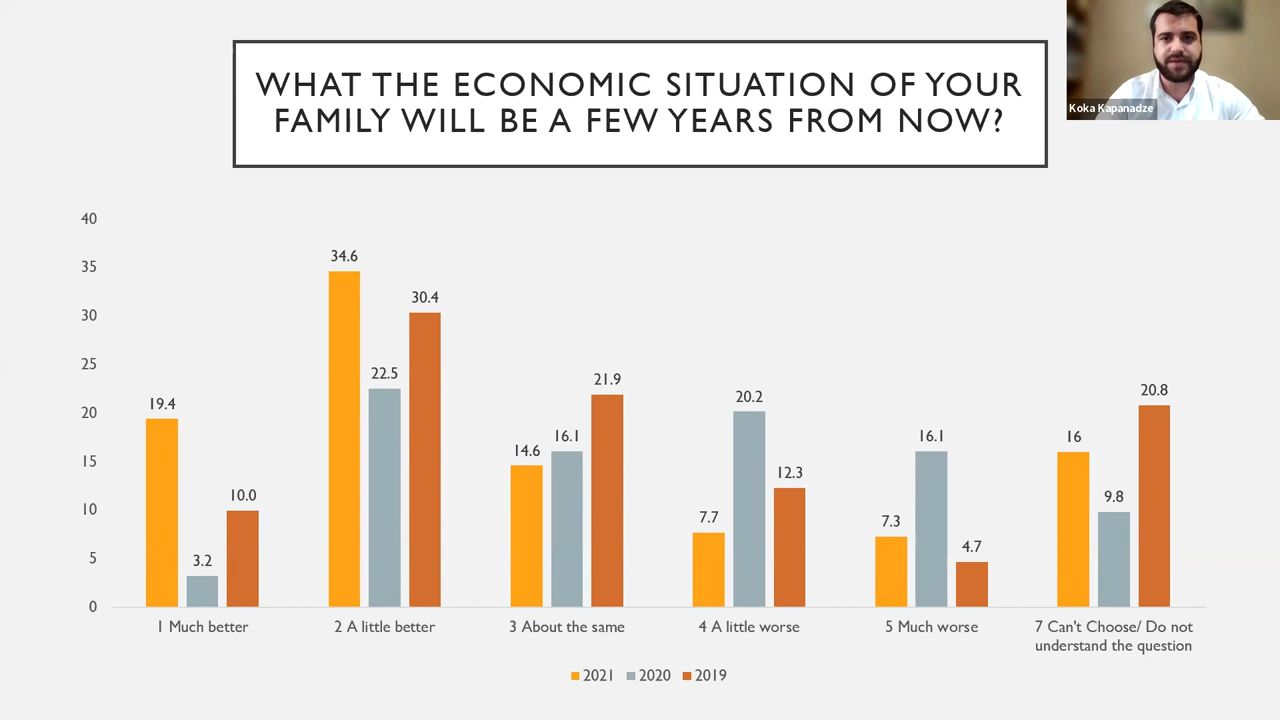 WHAT THE ECONOMIC SITUATION OF YOUR
FAMILY WILL BE A FEW YEARS FROM NOW?
Koka Kapanadze
40
35
30
25
20
15
10
5
0
19.4
3.2
10.0
34.6
22.5
30.4
14.6
16.1
21.9
7.7
20.2
12.3
7.3
16.1
4.7
16
9.8
20.8
1 Much better
2 A little better
3 About the same
4 A little worse
5 Much worse
7 Can't Choose/ Do not
understand the question
2021 2020 2019